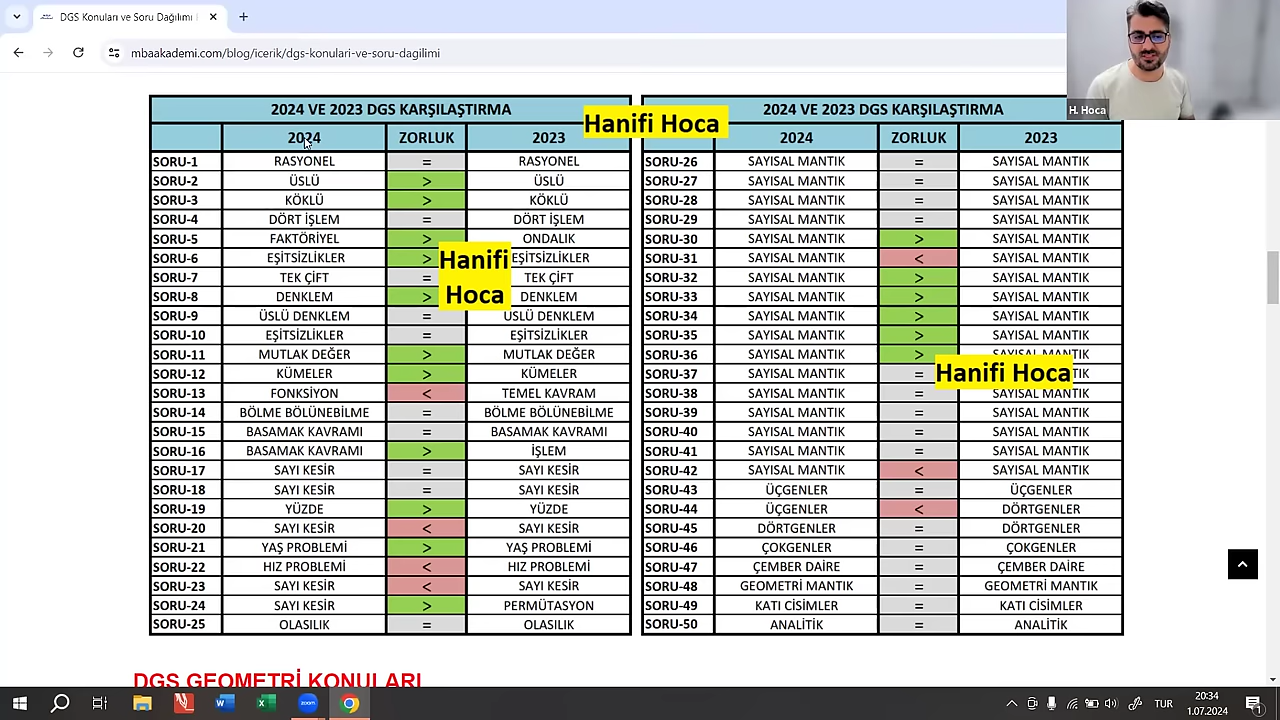 DGS Konuları ve Soru Dağılımı |
mbaakademi.com/blog/icerik/dgs-konulari-ve-soru-dagilimi
H. Hoca
2024 VE 2023 DGS KARŞILAŞTIRMA
2024 ZORLUK 2023
SORU-1 RASYONEL = RASYONEL
SORU-2 ÜSLÜ > ÜSLÜ
SORU-3 KÖKLÜ > KÖKLÜ
SORU-4 DÖRT İŞLEM = DÖRT İŞLEM
SORU-5 FAKTÖRİYEL > ONDALIK
SORU-6 EŞİTSİZLİKLER > EŞİTSİZLİKLER
SORU-7 TEK ÇİFT = TEK ÇİFT
SORU-8 DENKLEM > DENKLEM
SORU-9 ÜSLÜ DENKLEM = ÜSLÜ DENKLEM
SORU-10 EŞİTSİZLİKLER = EŞİTSİZLİKLER
SORU-11 MUTLAK DEĞER > MUTLAK DEĞER
SORU-12 KÜMELER > KÜMELER
SORU-13 FONKSİYON < TEMEL KAVRAM
SORU-14 BÖLME BÖLÜNEBİLME = BÖLME BÖLÜNEBİLME
SORU-15 BASAMAK KAVRAMI = BASAMAK KAVRAMI
SORU-16 BASAMAK KAVRAMI > İŞLEM
SORU-17 SAYI KESİR = SAYI KESİR
SORU-18 SAYI KESİR = SAYI KESİR
SORU-19 YÜZDE > YÜZDE
SORU-20 SAYI KESİR < SAYI KESİR
SORU-21 YAŞ PROBLEMİ > YAŞ PROBLEMİ
SORU-22 HIZ PROBLEMİ < HIZ PROBLEMİ
SORU-23 SAYI KESİR < SAYI KESİR
SORU-24 SAYI KESİR > PERMÜTASYON
SORU-25 OLASILIK = OLASILIK
Hanifi Hoca
Hanifi
Hoca
2024 VE 2023 DGS KARŞILAŞTIRMA
2024 ZORLUK 2023
SORU-26 SAYISAL MANTIK = SAYISAL MANTIK
SORU-27 SAYISAL MANTIK = SAYISAL MANTIK
SORU-28 SAYISAL MANTIK = SAYISAL MANTIK
SORU-29 SAYISAL MANTIK = SAYISAL MANTIK
SORU-30 SAYISAL MANTIK > SAYISAL MANTIK
SORU-31 SAYISAL MANTIK < SAYISAL MANTIK
SORU-32 SAYISAL MANTIK > SAYISAL MANTIK
SORU-33 SAYISAL MANTIK > SAYISAL MANTIK
SORU-34 SAYISAL MANTIK > SAYISAL MANTIK
SORU-35 SAYISAL MANTIK > SAYISAL MANTIK
SORU-36 SAYISAL MANTIK > SAYISAL MANTIK
SORU-37 SAYISAL MANTIK =
SORU-38 SAYISAL MANTIK = SAYISAL MANTIK
SORU-39 SAYISAL MANTIK = SAYISAL MANTIK
SORU-40 SAYISAL MANTIK = SAYISAL MANTIK
SORU-41 SAYISAL MANTIK = SAYISAL MANTIK
SORU-42 SAYISAL MANTIK < SAYISAL MANTIK
SORU-43 ÜÇGENLER = ÜÇGENLER
SORU-44 ÜÇGENLER < DÖRTGENLER
SORU-45 DÖRTGENLER = DÖRTGENLER
SORU-46 ÇOKGENLER = ÇOKGENLER
SORU-47 ÇEMBER DAİRE = ÇEMBER DAİRE
SORU-48 GEOMETRİ MANTIK = GEOMETRİ MANTIK
SORU-49 KATI CİSİMLER = KATI CİSİMLER
SORU-50 ANALİTİK = ANALİTİK
Hanifi Hoca
DGS GEOMETRİ KONULARI
TUR
20:34
1.07.2024
1